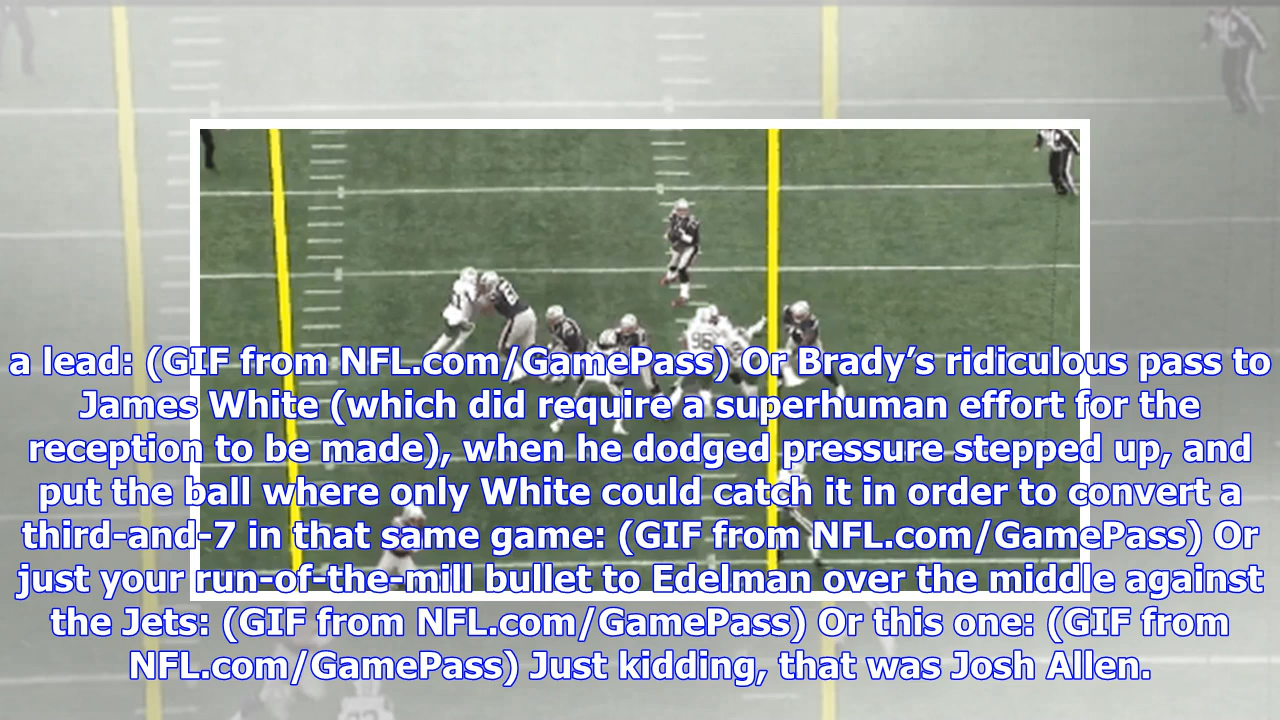 a lead: (GIF from NFL.com/GamePass) Or Brady’s ridiculous pass to
James White (which did require a superhuman effort for the
reception to be made), when he dodged pressure stepped up, and
put the ball where only White could catch it in order to convert a
third-and-7 in that same game: (GIF from NFL.com/GamePass) Or
just your run-of-the-mill bullet to Edelman over the middle against
the Jets: (GIF from NFL.com/GamePass) Or this one: (GIF from
NFL.com/GamePass) Just kidding, that was Josh Allen.
96